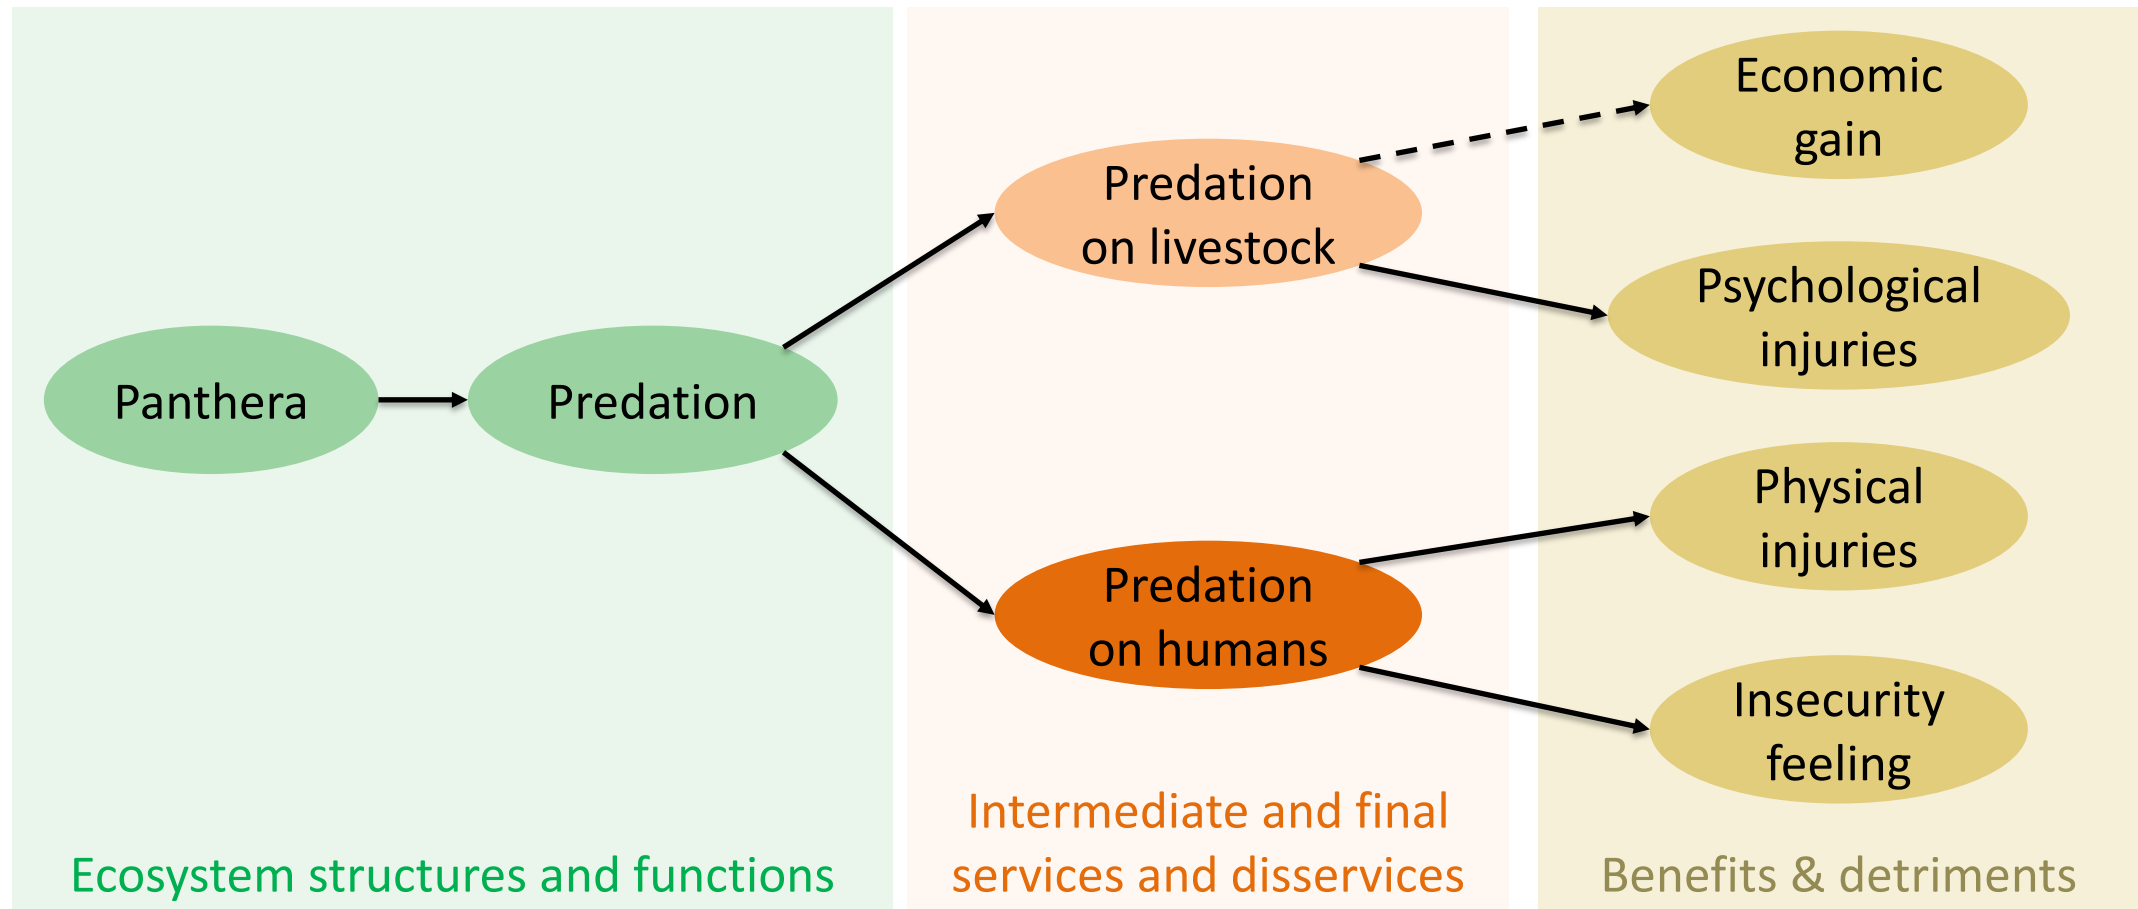 Panthera
Predation
Predation
on livestock
Predation
on humans
Economic
gain
Psychological
injuries
Physical
injuries
Insecurity
feeling
Ecosystem structures and functions
Intermediate and final
services and disservices
Benefits & detriments